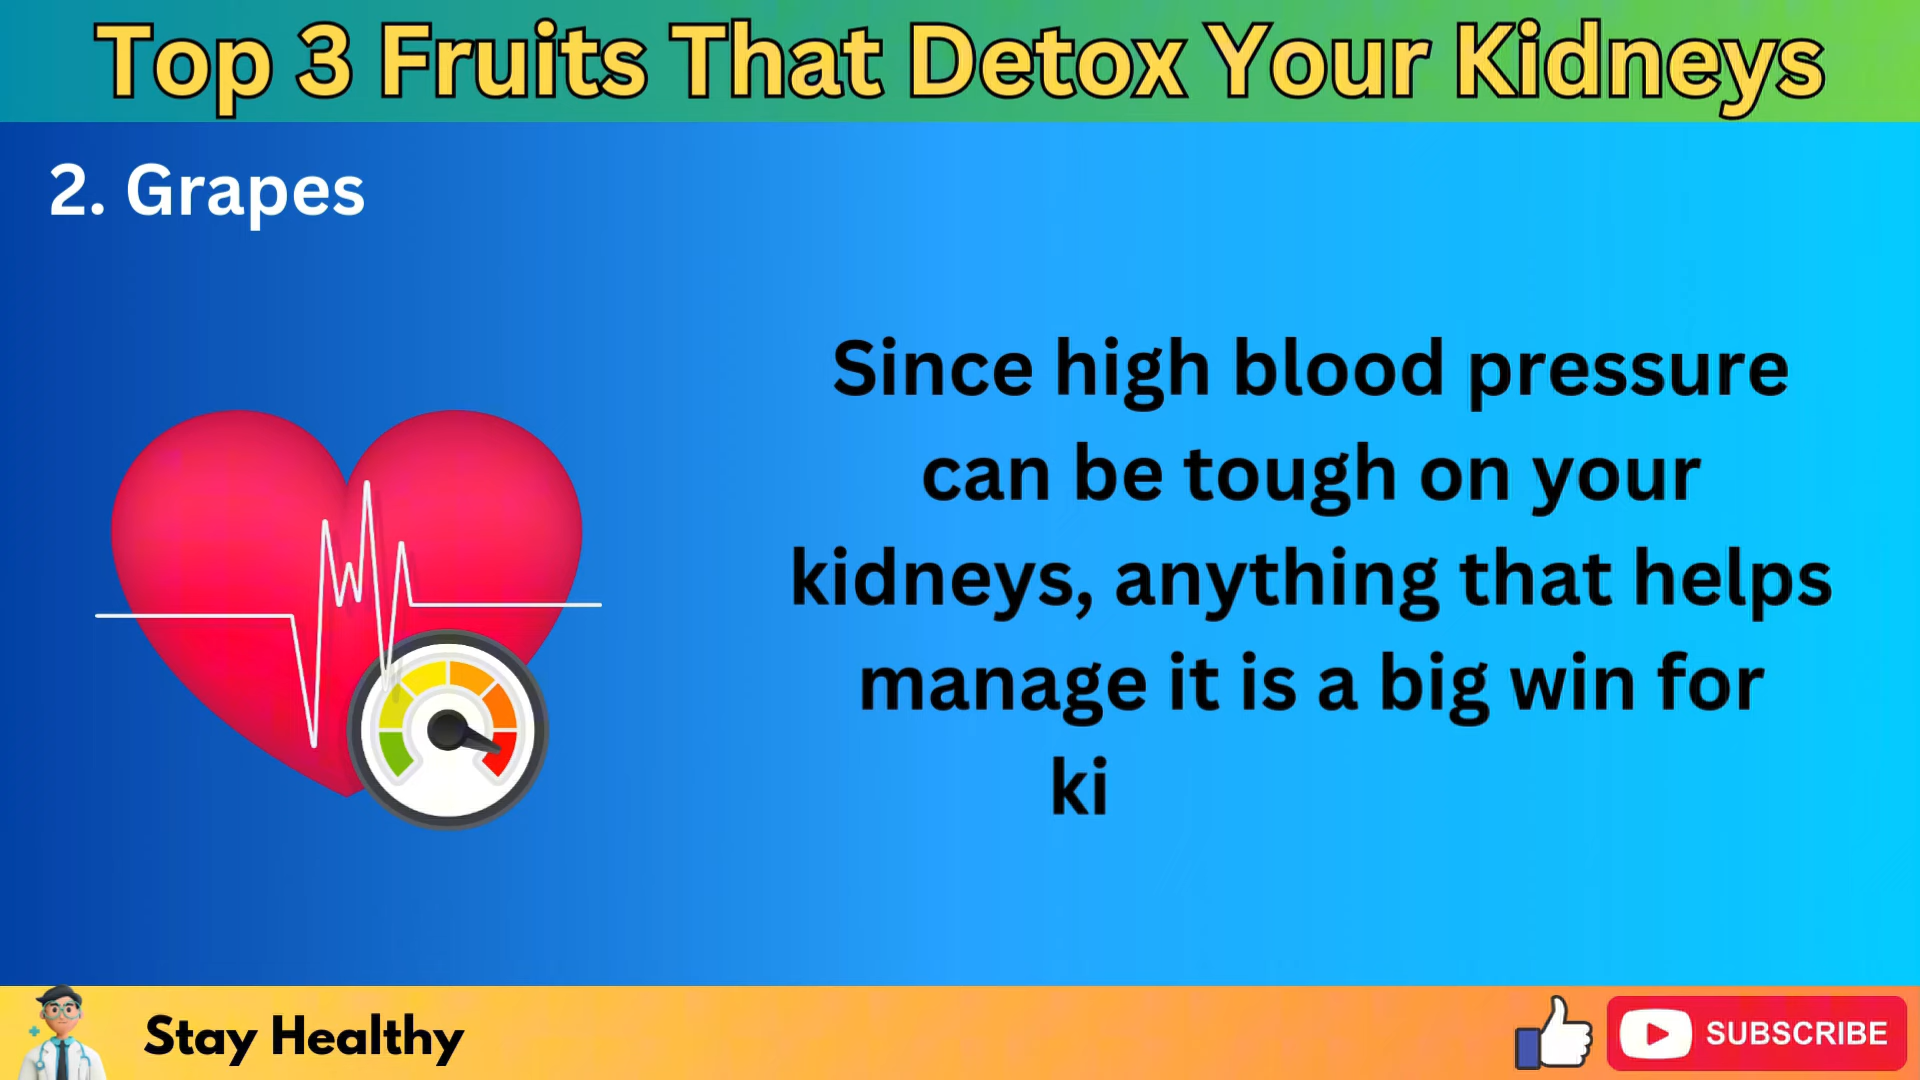 Top 3 Fruits That Detox Your Kidneys
2. Grapes
Since high blood pressure
can be tough on your
kidneys, anything that helps
manage it is a big win for
ki
Stay Healthy
SUBSCRIBE